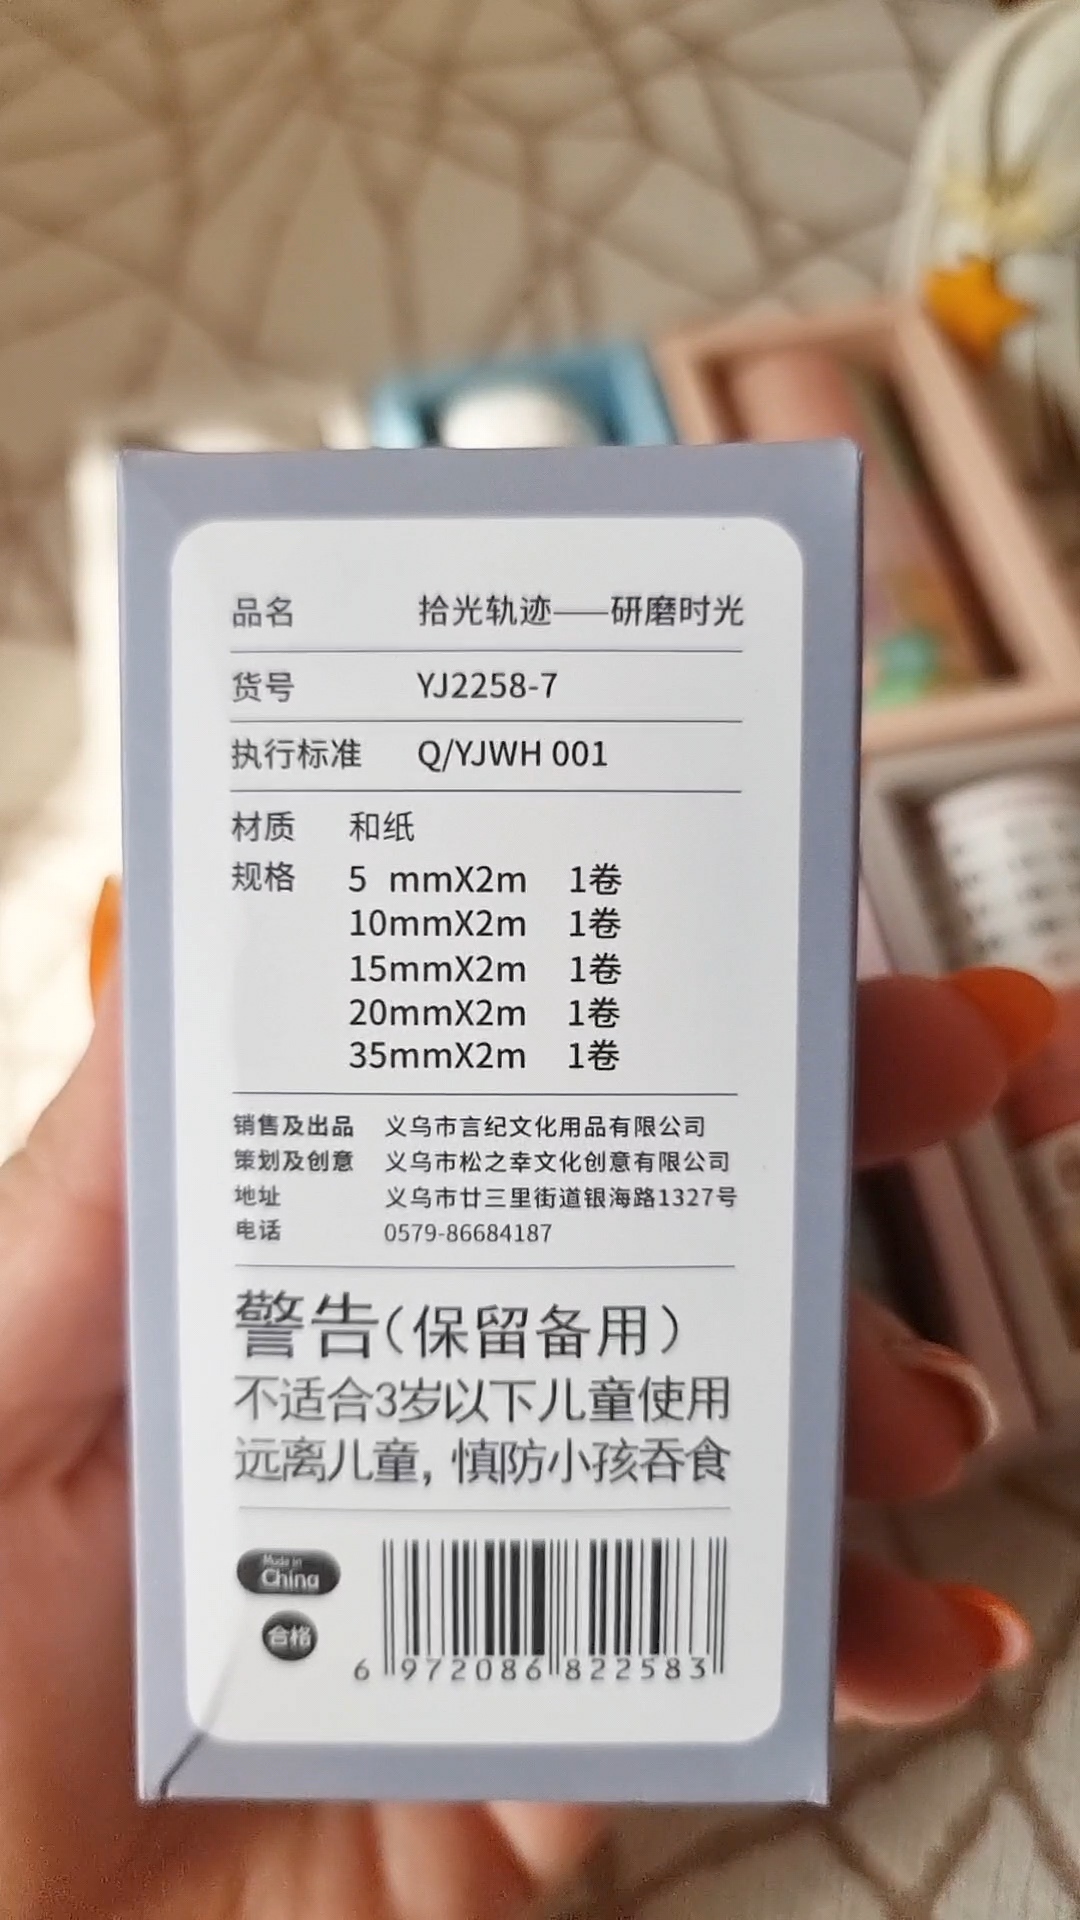 品名 拾光轨迹——研磨时光
货号 YJ2258-7
执行标准 Q/YJWH 001
材质 和纸
规格 5 mmX2m 1卷
10mmX2m 1卷
15mmX2m 1卷
20mmX2m 1卷
35mmX2m 1卷
销售及出品 义乌市言纪文化用品有限公司
策划及创意 义乌市松之幸文化创意有限公司
地址 义乌市廿三里街道银海路1327号
电话 0579-86684187
警告(保留备用)
不适合3岁以下儿童使用
远离儿童，慎防小孩吞食
Made in
China
合格
6 972086 822583